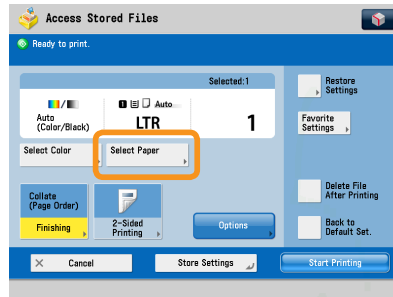 Access Stored Files
Ready to print.
Selected:1
Auto
Auto
(Color/Black)
LTR
1
Select Color
Select Paper
Collate
(Page Order)
Finishing
2-Sided
Printing
Options
Restore
Settings
Favorite
Settings
Delete File
After Printing
Back to
Default Set.
Cancel
Store Settings
Start Printing